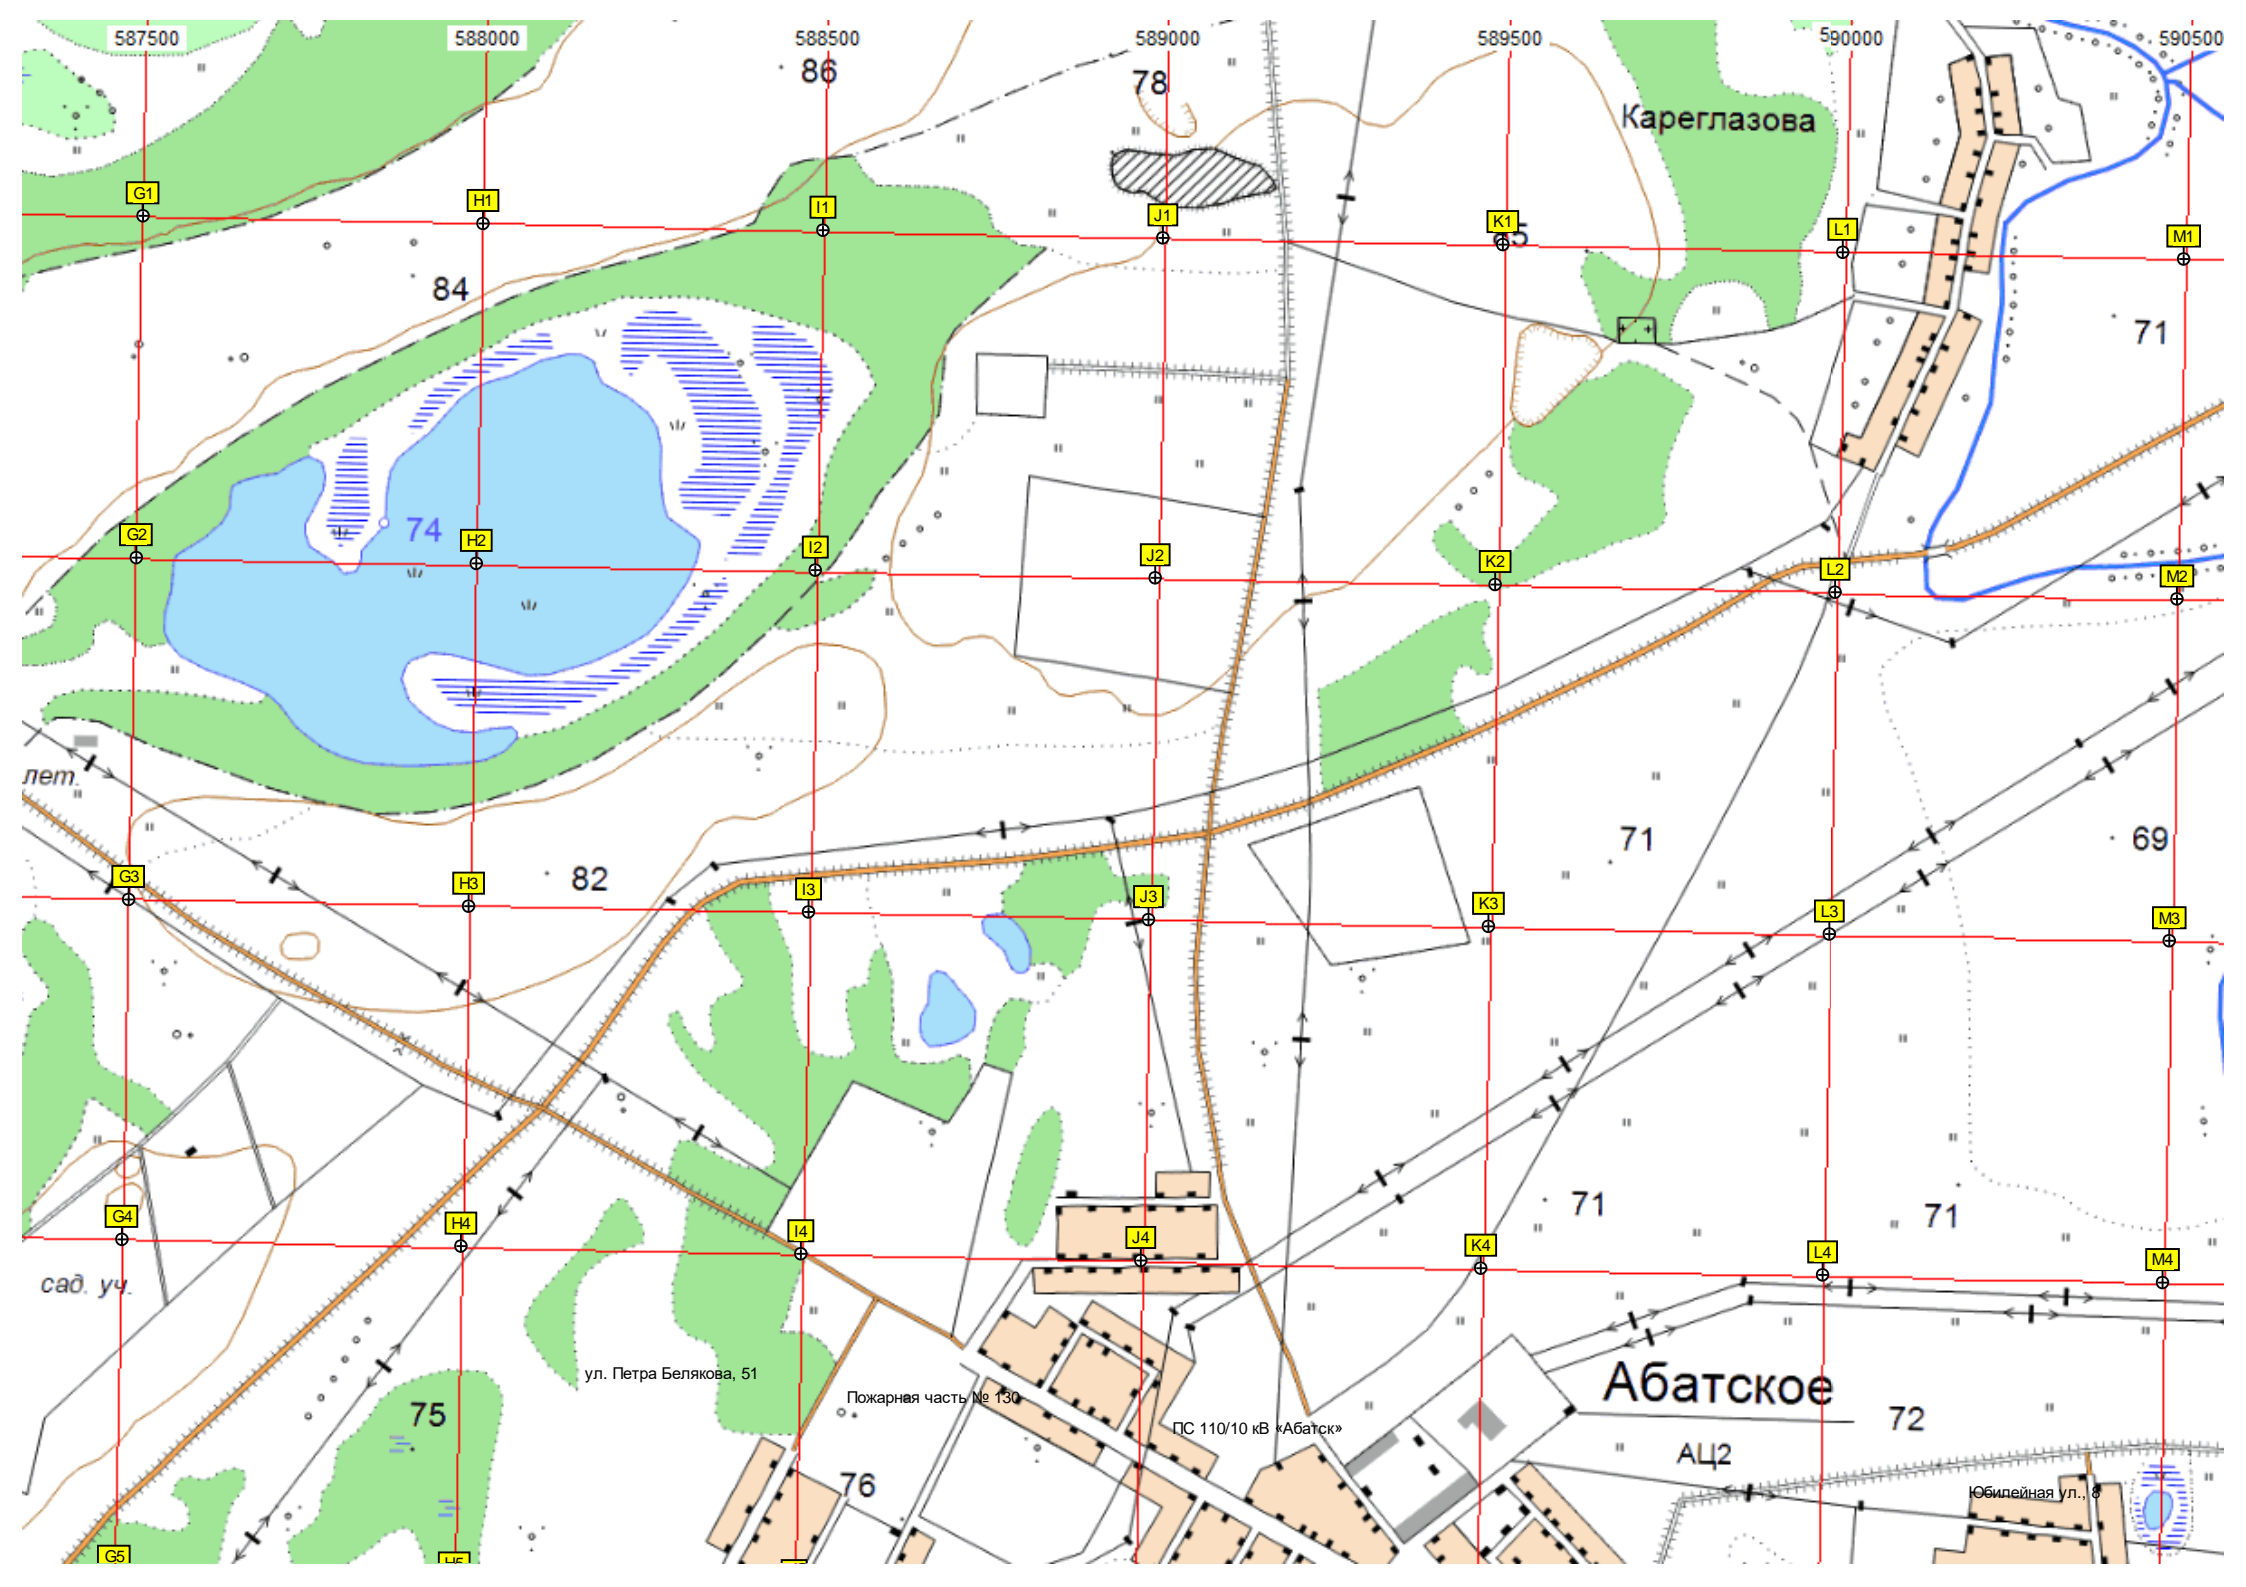 587500 588000 588500 589000 589500 590000 590500
86 78
Кареглазова
G1 H1 I1 J1 K1 L1 M1
84
71
74
G2 H2 I2 J2 K2 L2 M2
лет.
71 69
82
G3 H3 I3 J3 K3 L3 M3
71 71
G4 H4 I4 J4 K4 L4 M4
сад. уч.
ул. Петра Белякова, 51
Абатское
Пожарная часть № 130
75
72
ПС 110/10 кВ «Абатск»
АЦ2
76
Юбилейная ул., 8
G5 H5